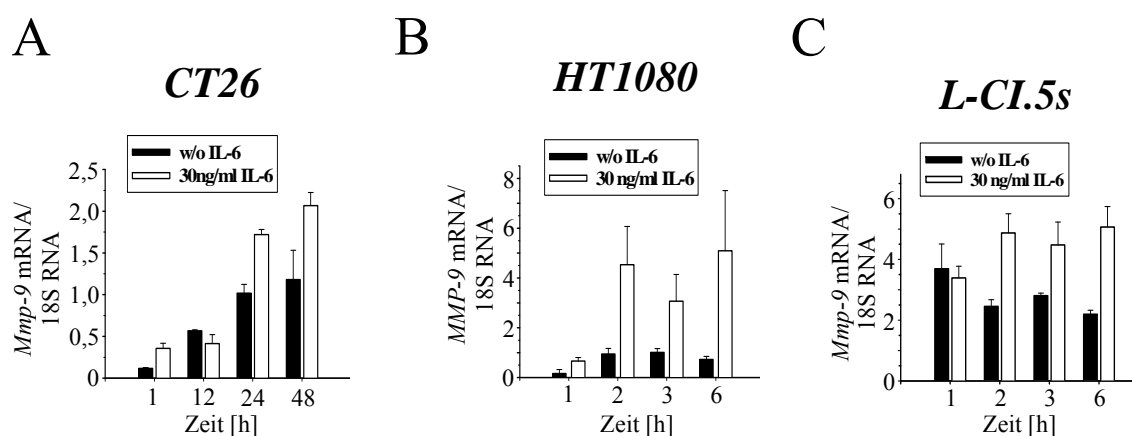 A
CT26
w/o IL-6
30ng/ml IL-6
Mmp-9 mRNA/
18S RNA
2,5
2,0
1,5
1,0
0,5
0
1 12 24 48
Zeit [h]
B
HT1080
w/o IL-6
30 ng/ml IL-6
MMP-9 mRNA/
18S RNA
8
6
4
2
0
1 2 3 6
Zeit [h]
C
L-CI.5s
w/o IL-6
30 ng/ml IL-6
Mmp-9 mRNA/
18S RNA
6
4
2
0
1 2 3 6
Zeit [h]